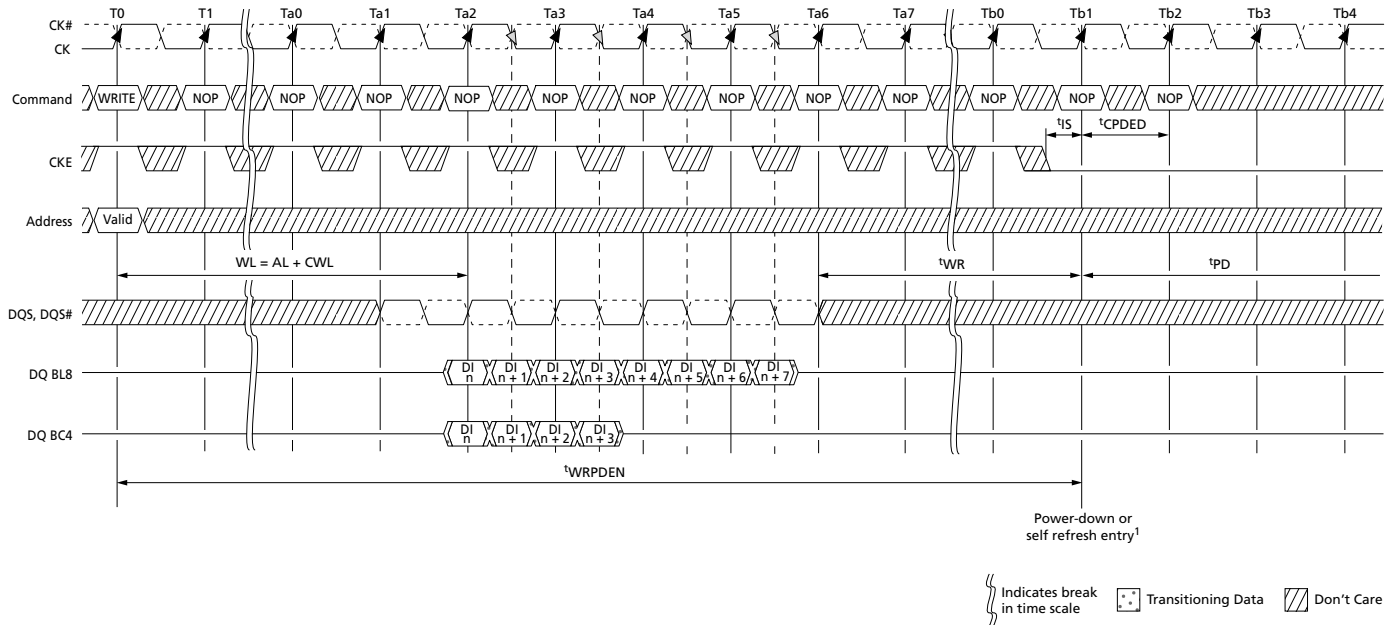 T0 T1 Ta0 Ta1 Ta2 Ta3 Ta4 Ta5 Ta6 Ta7 Tb0 Tb1 Tb2 Tb3 Tb4
CK#
CK
Command WRITE NOP NOP NOP NOP NOP NOP NOP NOP NOP NOP NOP NOP
tIS tCPDED
CKE
Address Valid
WL = AL + CWL tWR tPD
DQS, DQS#
DQ BL8 DI n DI n + 1 DI n + 2 DI n + 3 DI n + 4 DI n + 5 DI n + 6 DI n + 7
DQ BC4 DI n DI n + 1 DI n + 2 DI n + 3
tWRPDEN
Power-down or
self refresh entry1
Indicates break
in time scale
Transitioning Data
Don't Care